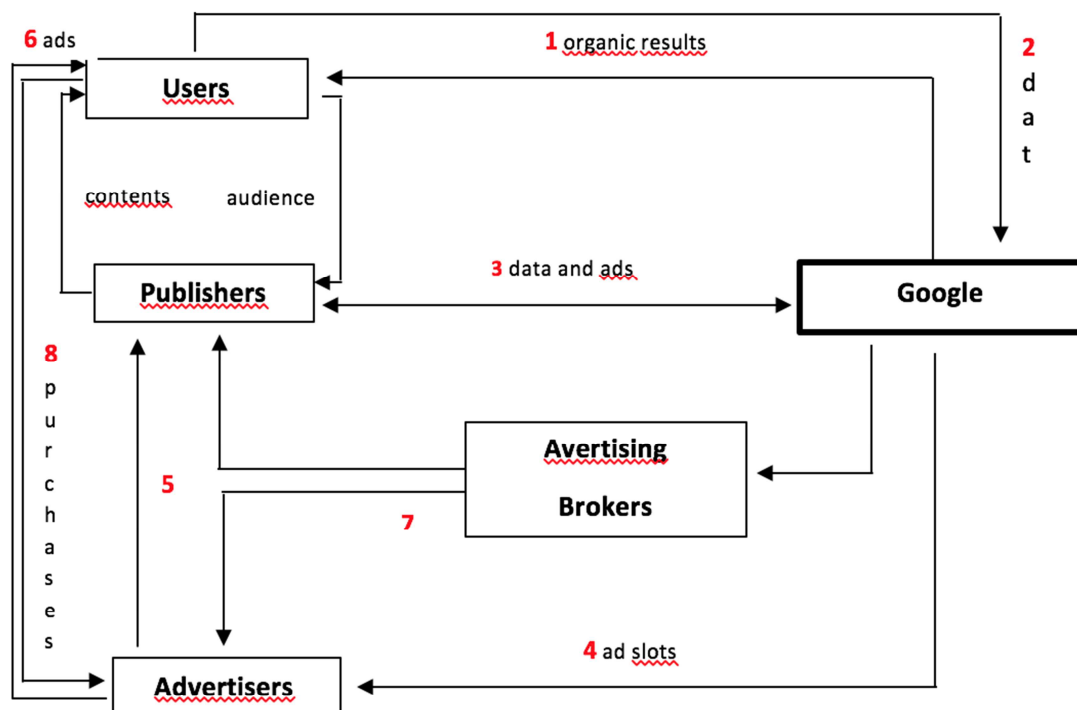 6 ads
1 organic results
2
d
a
t
Users
contents audience
Publishers
3 data and ads
Google
8
p
u
r
c
h
a
s
e
s
5
Avertising
Brokers
7
4 ad slots
Advertisers